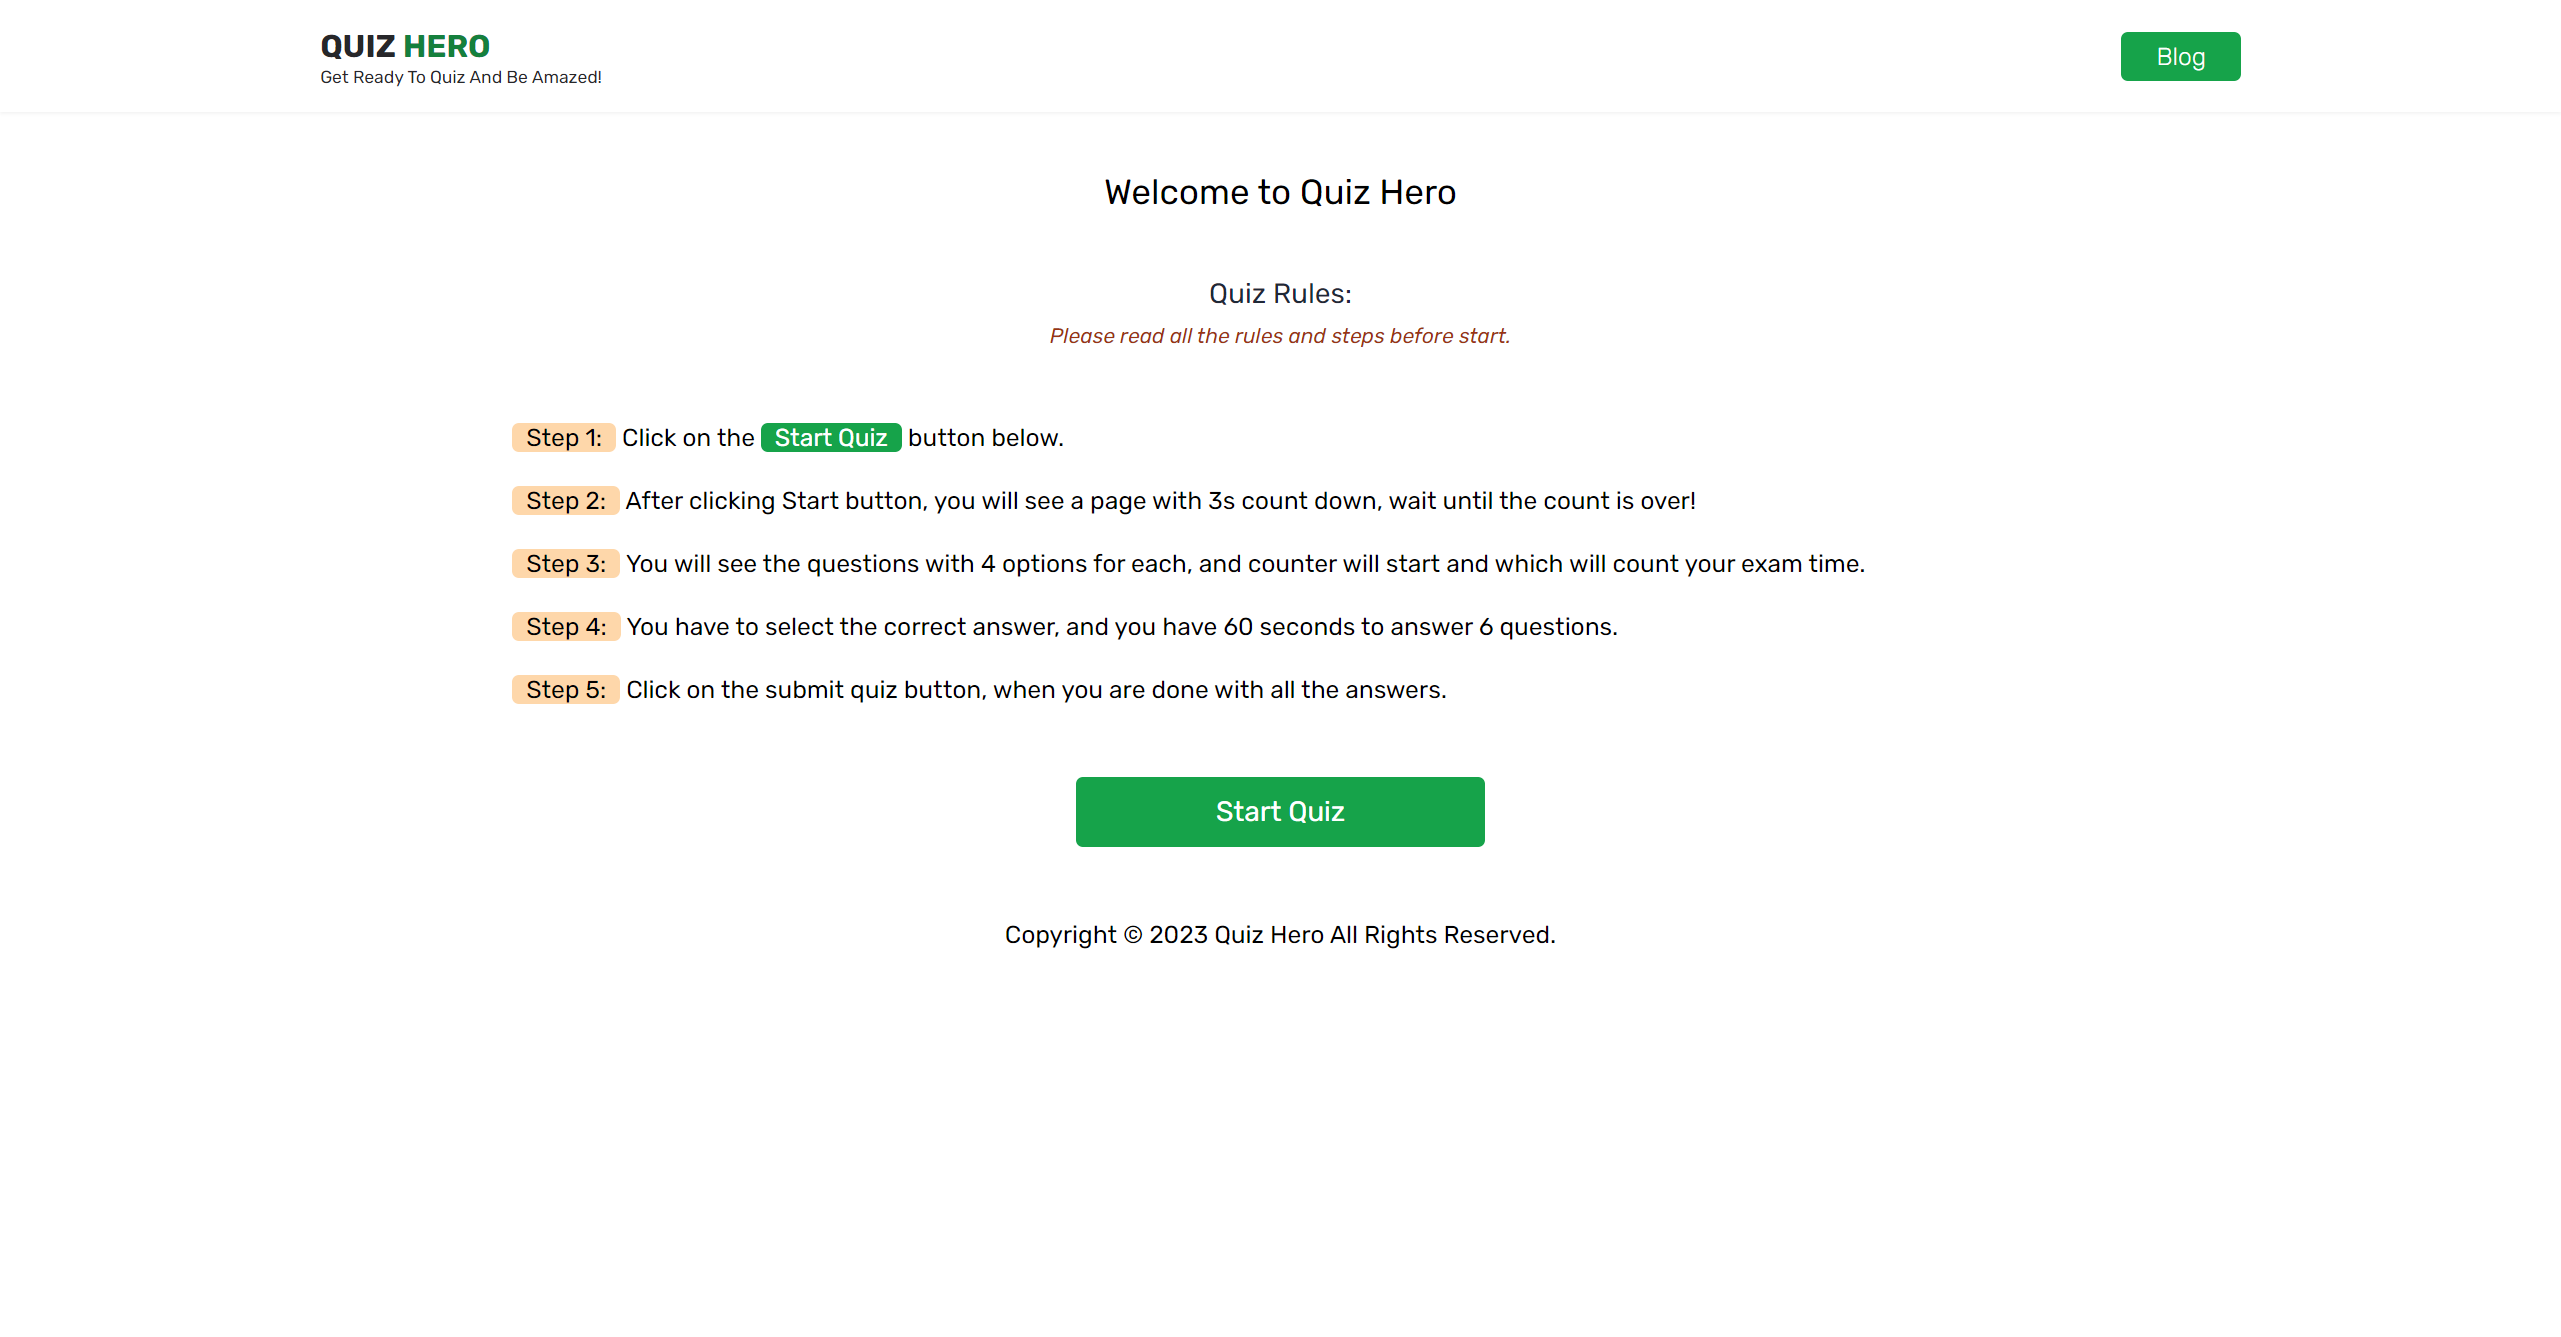 QUIZ HERO
Get Ready To Quiz And Be Amazed!
Blog
Welcome to Quiz Hero
Quiz Rules:
Please read all the rules and steps before start.
Step 1: Click on the Start Quiz button below.
Step 2: After clicking Start button, you will see a page with 3s count down, wait until the count is over!
Step 3: You will see the questions with 4 options for each, and counter will start and which will count your exam time.
Step 4: You have to select the correct answer, and you have 60 seconds to answer 6 questions.
Step 5: Click on the submit quiz button, when you are done with all the answers.
Start Quiz
Copyright © 2023 Quiz Hero All Rights Reserved.